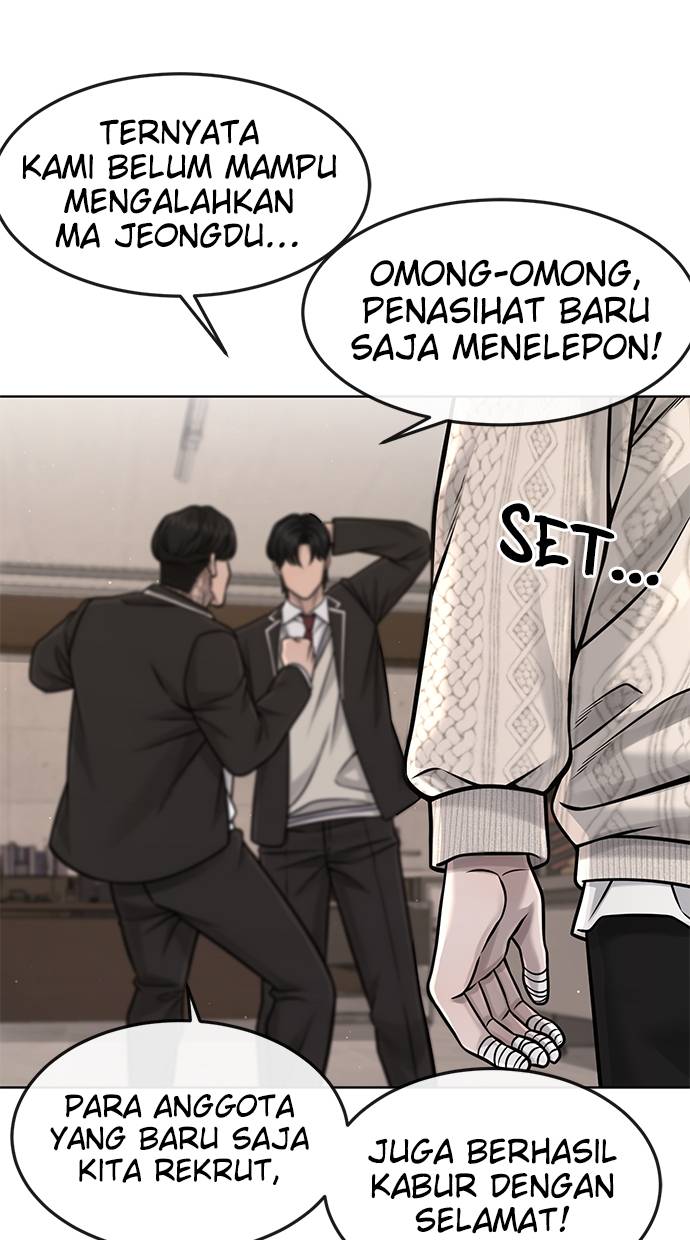 TERNYATA
KAMI BELUM MAMPU
MENGALAHKAN
MA JEONGDU...
OMONG-OMONG,
PENASIHAT BARU
SAJA MENELEPON!
SET...
PARA ANGGOTA
YANG BARU SAJA
KITA REKRUT,
JUGA BERHASIL
KABUR DENGAN
SELAMAT!